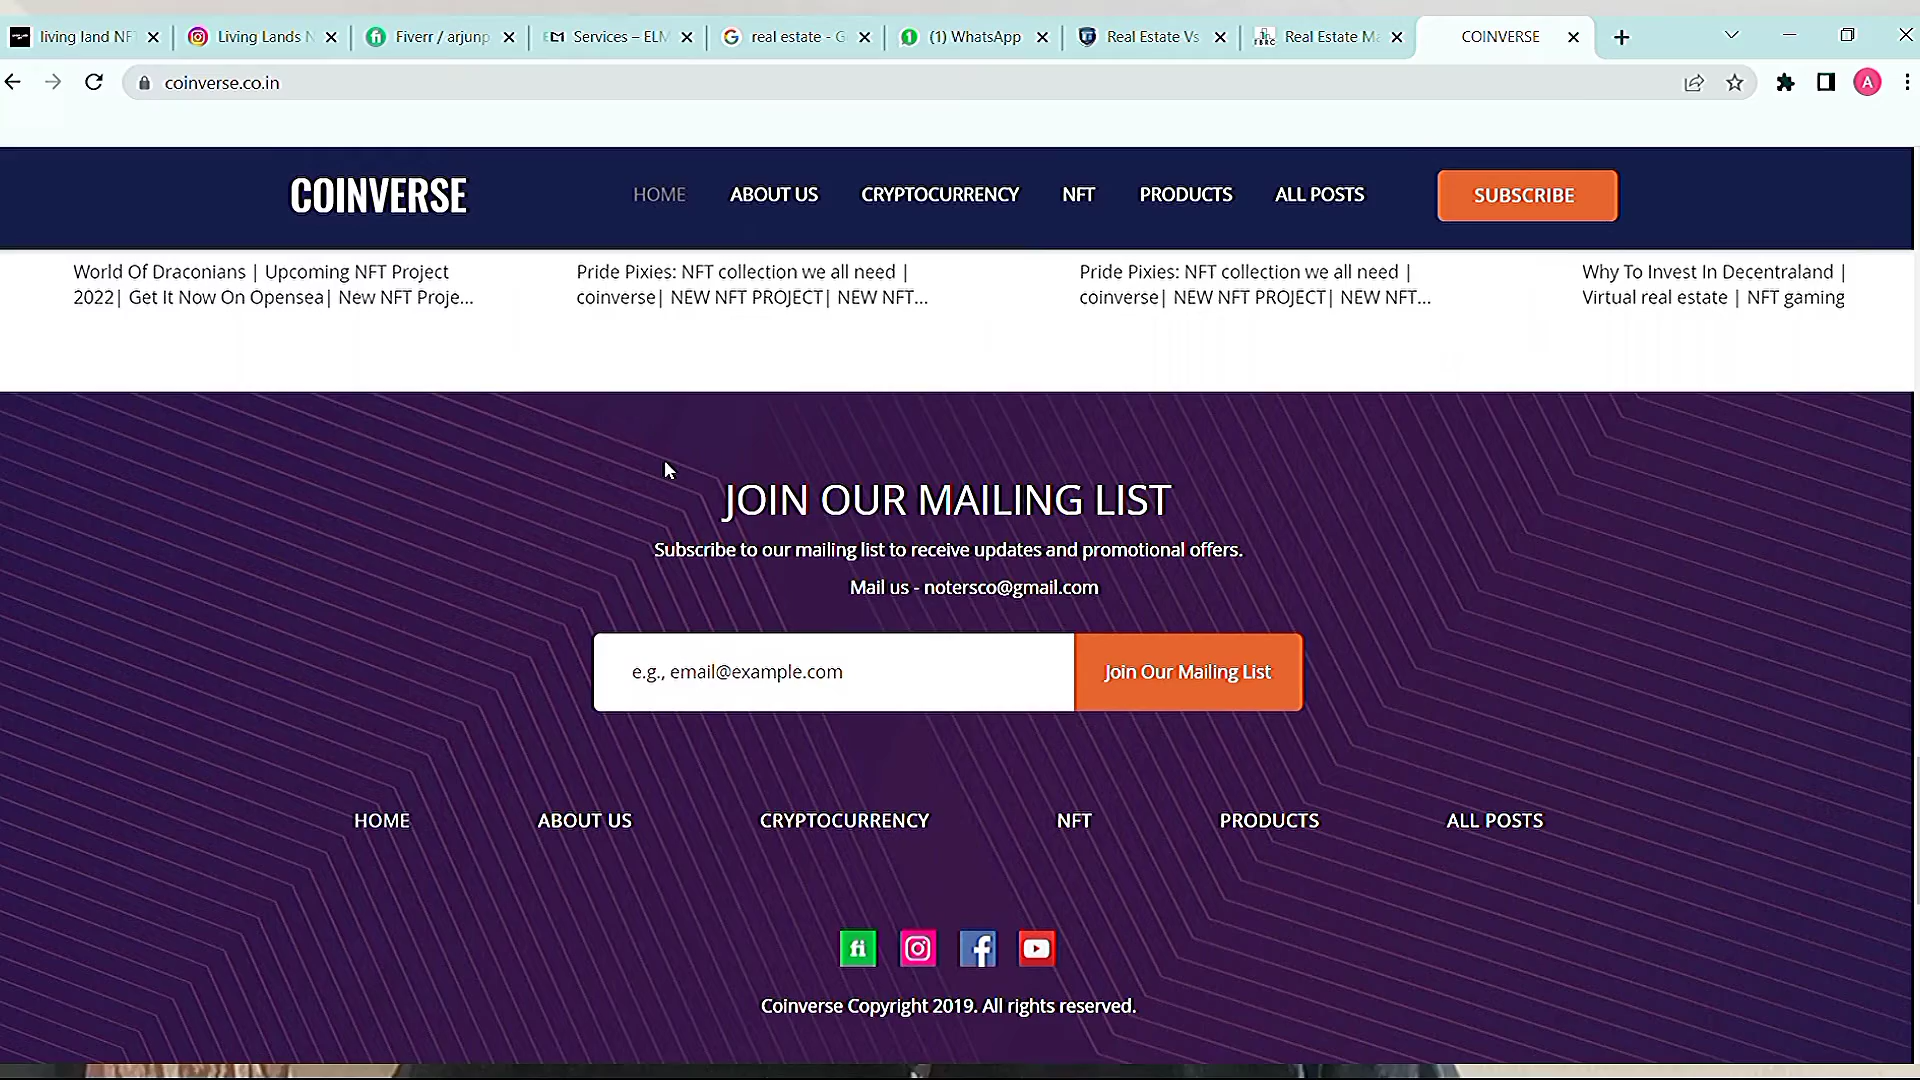 living land NF
Living Lands N
Fiverr / arjunp
Services – ELM
real estate - G
(1) WhatsApp
Real Estate Vs
Real Estate Ma
COINVERSE
coinverse.co.in
A
COINVERSE
HOME
ABOUT US
CRYPTOCURRENCY
NFT
PRODUCTS
ALL POSTS
SUBSCRIBE
World Of Draconians | Upcoming NFT Project
2022| Get It Now On Opensea| New NFT Proje...
Pride Pixies: NFT collection we all need |
coinverse| NEW NFT PROJECT| NEW NFT...
Pride Pixies: NFT collection we all need |
coinverse| NEW NFT PROJECT| NEW NFT...
Why To Invest In Decentraland |
Virtual real estate | NFT gaming
JOIN OUR MAILING LIST
Subscribe to our mailing list to receive updates and promotional offers.
Mail us - notersco@gmail.com
e.g., email@example.com
Join Our Mailing List
HOME
ABOUT US
CRYPTOCURRENCY
NFT
PRODUCTS
ALL POSTS
fi
Coinverse Copyright 2019. All rights reserved.